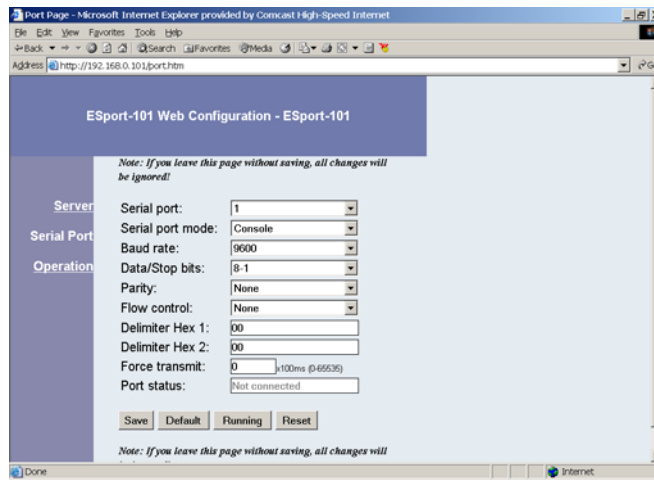 Port Page - Microsoft Internet Explorer provided by Comcast High-Speed Internet
File Edit View Favorites Tools Help
Back Search Favorites Media
Address http://192.168.0.101/port.htm
ESport-101 Web Configuration - ESport-101
Note: If you leave this page without saving, all changes will
be ignored!
Server
Serial Port
Operation
Serial port: 1
Serial port mode: Console
Baud rate: 9600
Data/Stop bits: 8-1
Parity: None
Flow control: None
Delimiter Hex 1: 00
Delimiter Hex 2: 00
Force transmit: 0 x100ms (0-65535)
Port status: Not connected
Save Default Running Reset
Note: If you leave this page without saving, all changes will
Done Internet